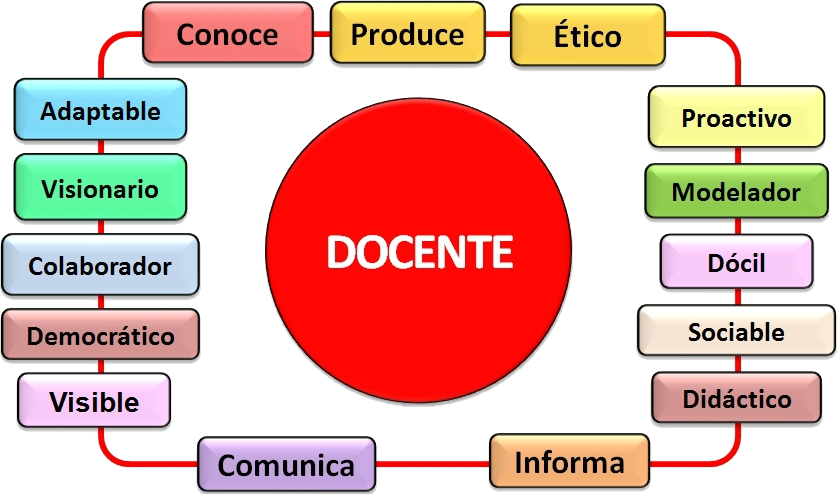 Conoce
Produce
Ético
Adaptable
Proactivo
Visionario
Modelador
Colaborador
DOCENTE
Dócil
Democrático
Sociable
Visible
Didáctico
Comunica
Informa